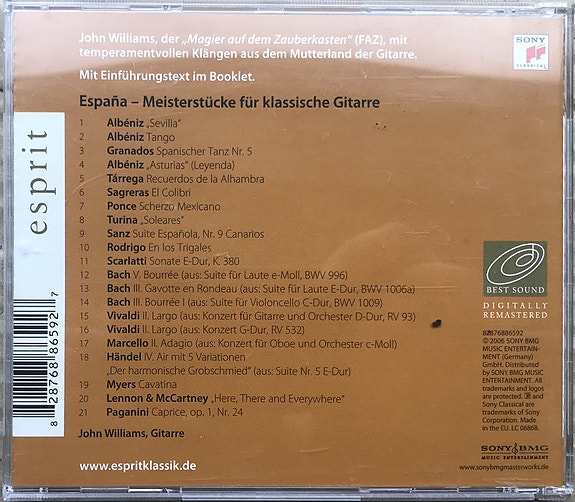 John Williams, der „Magier auf dem Zauberkasten“ (FAZ), mit
temperamentvollen Klängen aus dem Mutterland der Gitarre.
Mit Einführungstext im Booklet.
SONY
CLASSICAL
España – Meisterstücke für klassische Gitarre
1 Albéniz „Sevilla“
2 Albéniz Tango
3 Granados Spanischer Tanz Nr. 5
4 Albéniz „Asturias“ (Leyenda)
5 Tárrega Recuerdos de la Alhambra
6 Sagreras El Colibri
7 Ponce Scherzo Mexicano
8 Turina „Soleares“
9 Sanz Suite Española, Nr. 9 Canarios
10 Rodrigo En los Trigales
11 Scarlatti Sonate E-Dur, K. 380
12 Bach V. Bourrée (aus: Suite für Laute e-Moll, BWV 996)
13 Bach III. Gavotte en Rondeau (aus: Suite für Laute E-Dur, BWV 1006a)
14 Bach III. Bourrée I (aus: Suite für Violoncello C-Dur, BWV 1009)
15 Vivaldi II. Largo (aus: Konzert für Gitarre und Orchester D-Dur, RV 93)
16 Vivaldi II. Largo (aus: Konzert G-Dur, RV 532)
17 Marcello II. Adagio (aus: Konzert für Oboe und Orchester c-Moll)
18 Händel IV. Air mit 5 Variationen
„Der harmonische Grobschmied“ (aus: Suite Nr. 5 E-Dur)
19 Myers Cavatina
20 Lennon & McCartney „Here, There and Everywhere“
21 Paganini Caprice, op. 1, Nr. 24
John Williams, Gitarre
www.espritklassik.de
esprit
8 28768 86592 7
BEST SOUND
DIGITALLY
REMASTERED
82876886592
℗ © 2006 SONY BMG
MUSIC ENTERTAIN-
MENT (Germany)
GmbH. Distributed
by SONY BMG MUSIC
ENTERTAINMENT. All
trademarks and logos
are protected. ℗ and
Sony Classical are
trademarks of Sony
Corporation. Made
in the EU. LC 06868.
SONY BMG
MUSIC ENTERTAINMENT
www.sonybmgmasterworks.de